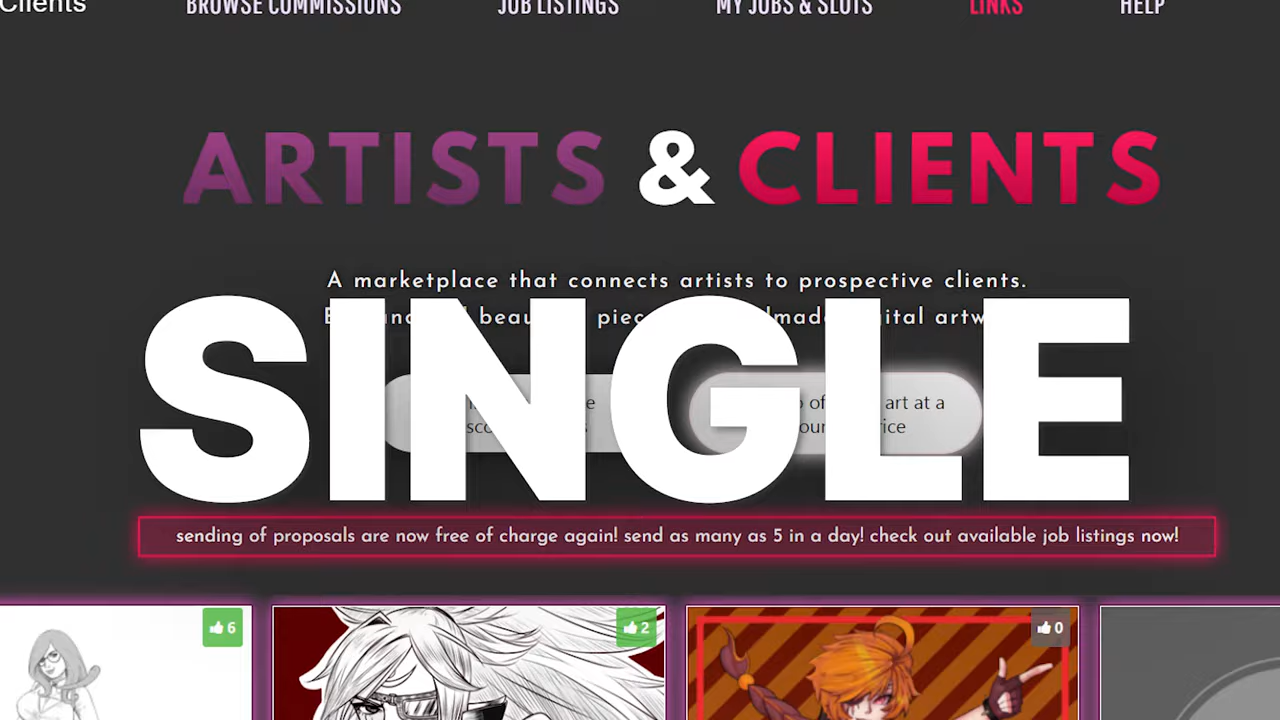 Clients
BROWSE COMMISSIONS
JOB LISTINGS
MY JOBS & SLOTS
LINKS
HELP
ARTISTS & CLIENTS
A marketplace that connects artists to prospective clients.
SINGLE
art at a
sending of proposals are now free of charge again! send as many as 5 in a day! check out available job listings now!
6
2
0